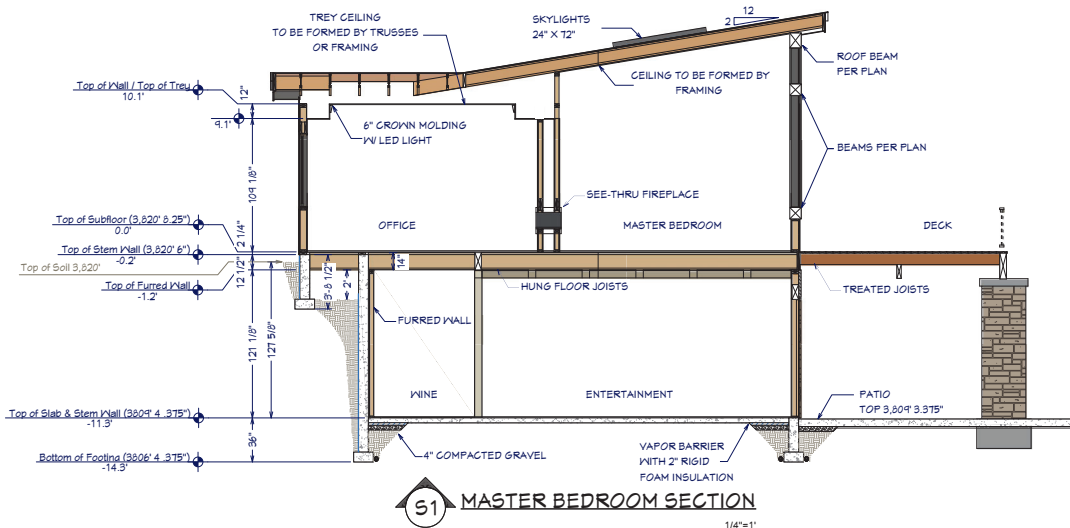 12
2
TREY CEILING
TO BE FORMED BY TRUSSES
OR FRAMING
SKYLIGHTS
24" X 72"
ROOF BEAM
PER PLAN
CEILING TO BE FORMED BY
FRAMING
Top of Wall / Top of Trey
10.1'
12"
9.1'
6" CROWN MOLDING
W/ LED LIGHT
BEAMS PER PLAN
109 1/8"
SEE-THRU FIREPLACE
Top of Subfloor (3,820' 8.25")
0.0'
OFFICE
MASTER BEDROOM
DECK
2 1/4"
Top of Stem Wall (3,820' 6")
-0.2'
Top of Soil 3,820'
12 1/2"
3'-8 1/2"
2'
14"
Top of Furred Wall
-1.2'
HUNG FLOOR JOISTS
TREATED JOISTS
FURRED WALL
121 1/8"
127 5/8"
WINE
ENTERTAINMENT
PATIO
TOP 3,809' 3.375"
Top of Slab & Stem Wall (3809' 4 .375")
-11.3'
36"
Bottom of Footing (3806' 4 .375")
-14.3'
4" COMPACTED GRAVEL
VAPOR BARRIER
WITH 2" RIGID
FOAM INSULATION
S1
MASTER BEDROOM SECTION
1/4"=1'